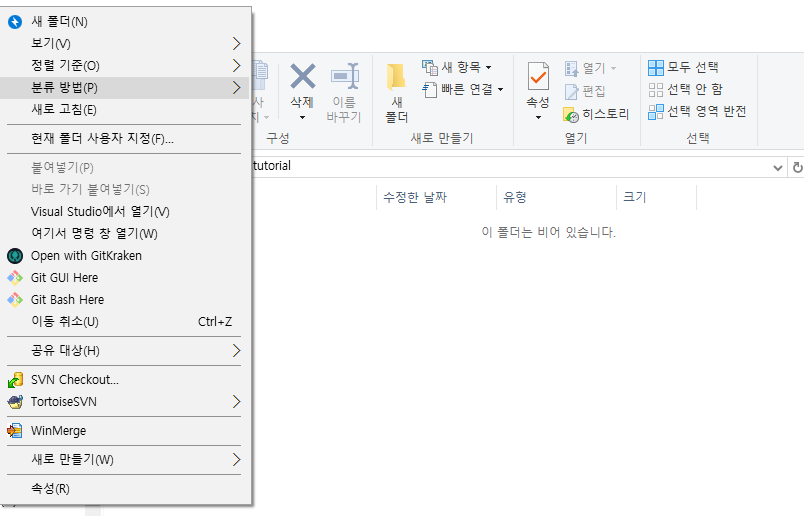 새 폴더(N)
보기(V)
정렬 기준(O)
분류 방법(P)
새로 고침(E)
현재 폴더 사용자 지정(F)...
붙여넣기(P)
바로 가기 붙여넣기(S)
Visual Studio에서 열기(V)
여기서 명령 창 열기(W)
Open with GitKraken
Git GUI Here
Git Bash Here
이동 취소(U) Ctrl+Z
공유 대상(H)
SVN Checkout...
TortoiseSVN
WinMerge
새로 만들기(W)
속성(R)
삭제
이름
바꾸기
구성
새
폴더
새 항목
빠른 연결
새로 만들기
속성
열기
편집
히스토리
열기
모두 선택
선택 안 함
선택 영역 반전
선택
tutorial
수정한 날짜 유형 크기
이 폴더는 비어 있습니다.